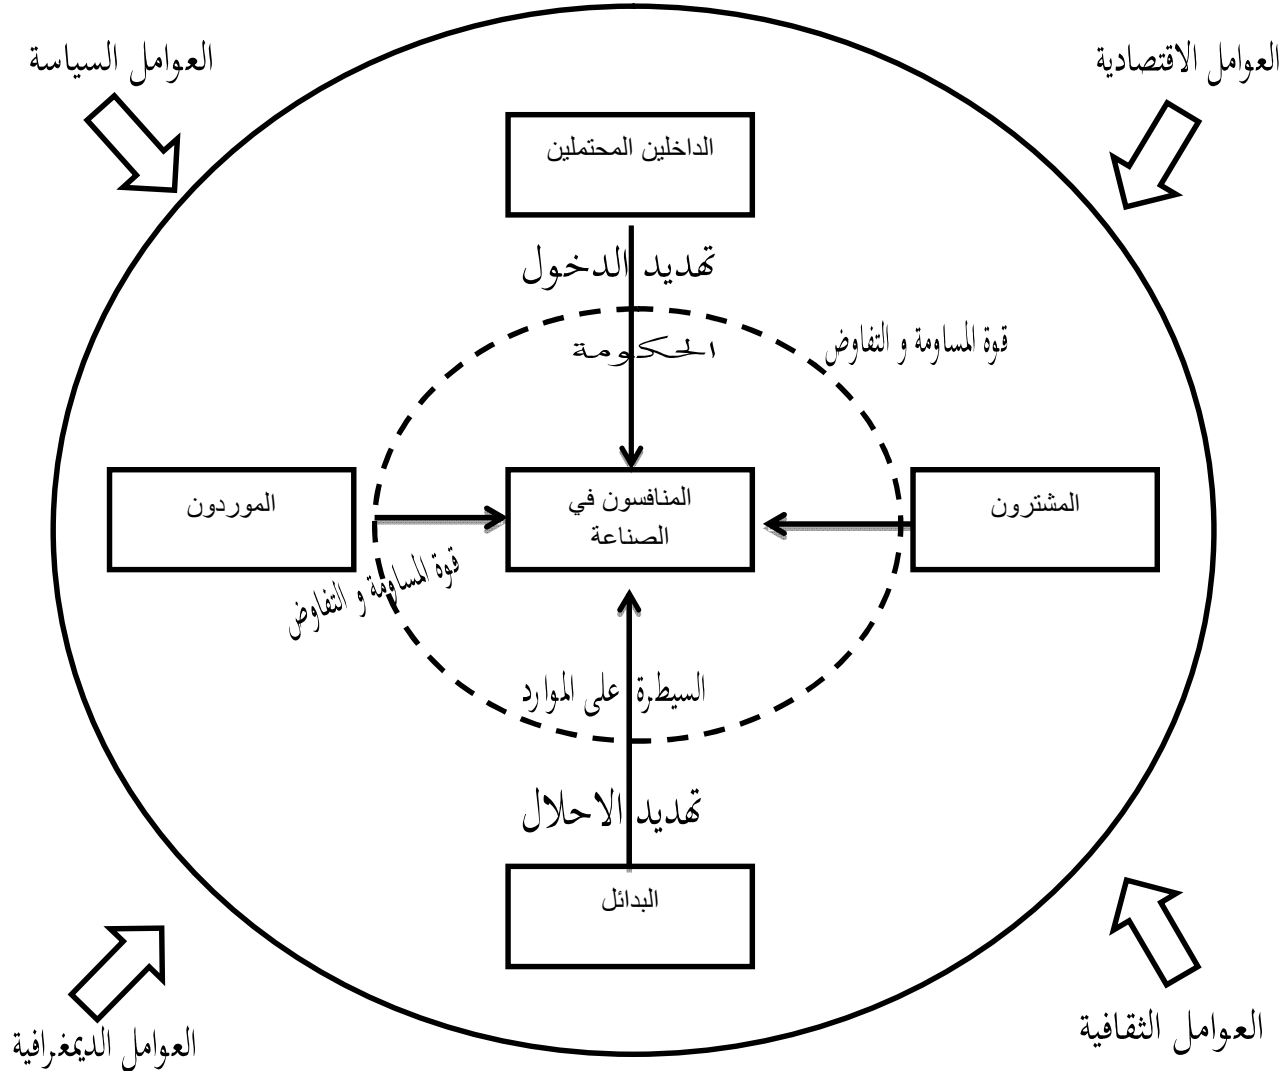 العوامل الاقتصادية
العوامل السياسة
الداخلين المحتملين
تهديد الدخول
قوة المساومة و التفاوض
الحكومة
المشترون
المنافسون في
الصناعة
الموردون
قوة المساومة و التفاوض
السيطرة على الموارد
تهديد الاحلال
البدائل
العوامل الثقافية
العوامل الديمغرافية